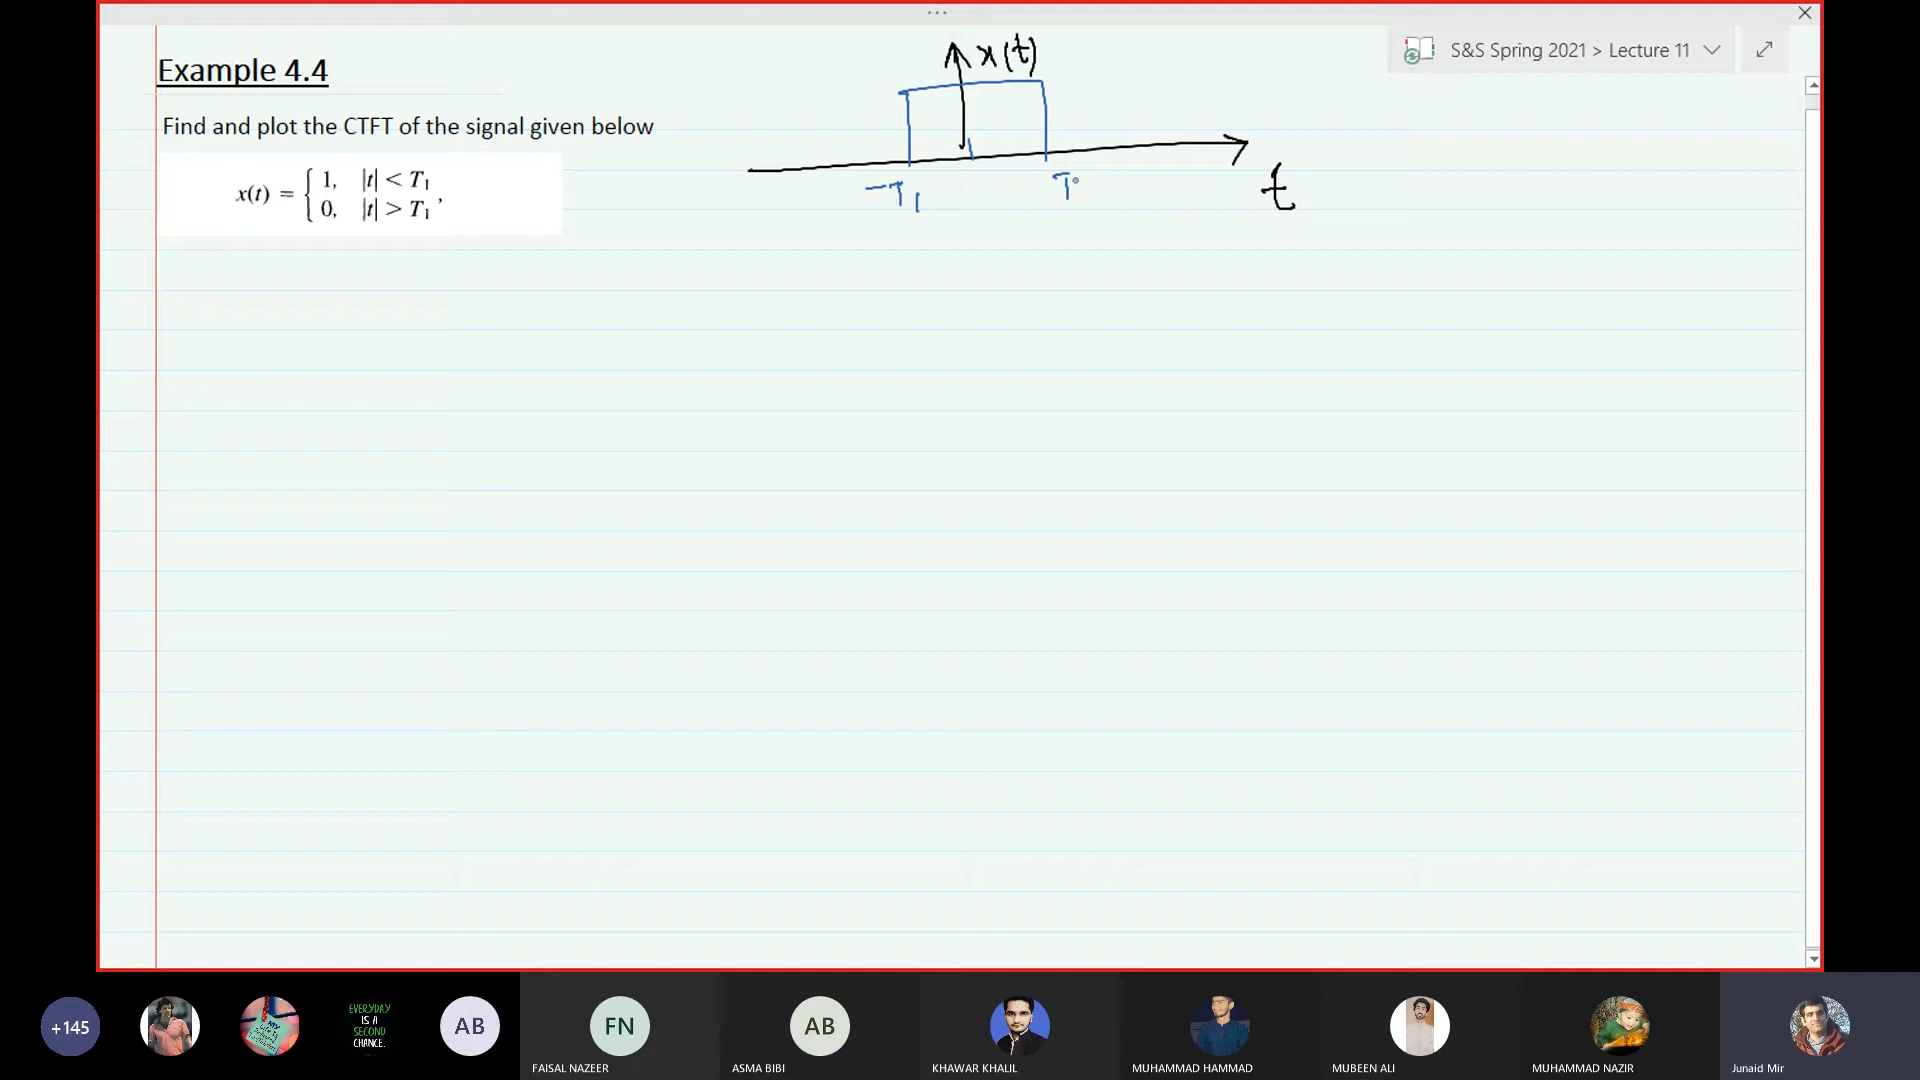 S&S Spring 2021 > Lecture 11
Example 4.4
x(t)
Find and plot the CTFT of the signal given below
x(t) = { 1, |t| < T₁
0, |t| > T₁ ,
-T₁
T
t
+145
EVERYDAY
IS A
SECOND
CHANCE.
AB
FN
AB
FAISAL NAZEER
ASMA BIBI
KHAWAR KHALIL
MUHAMMAD HAMMAD
MUBEEN ALI
MUHAMMAD NAZIR
Junaid Mir